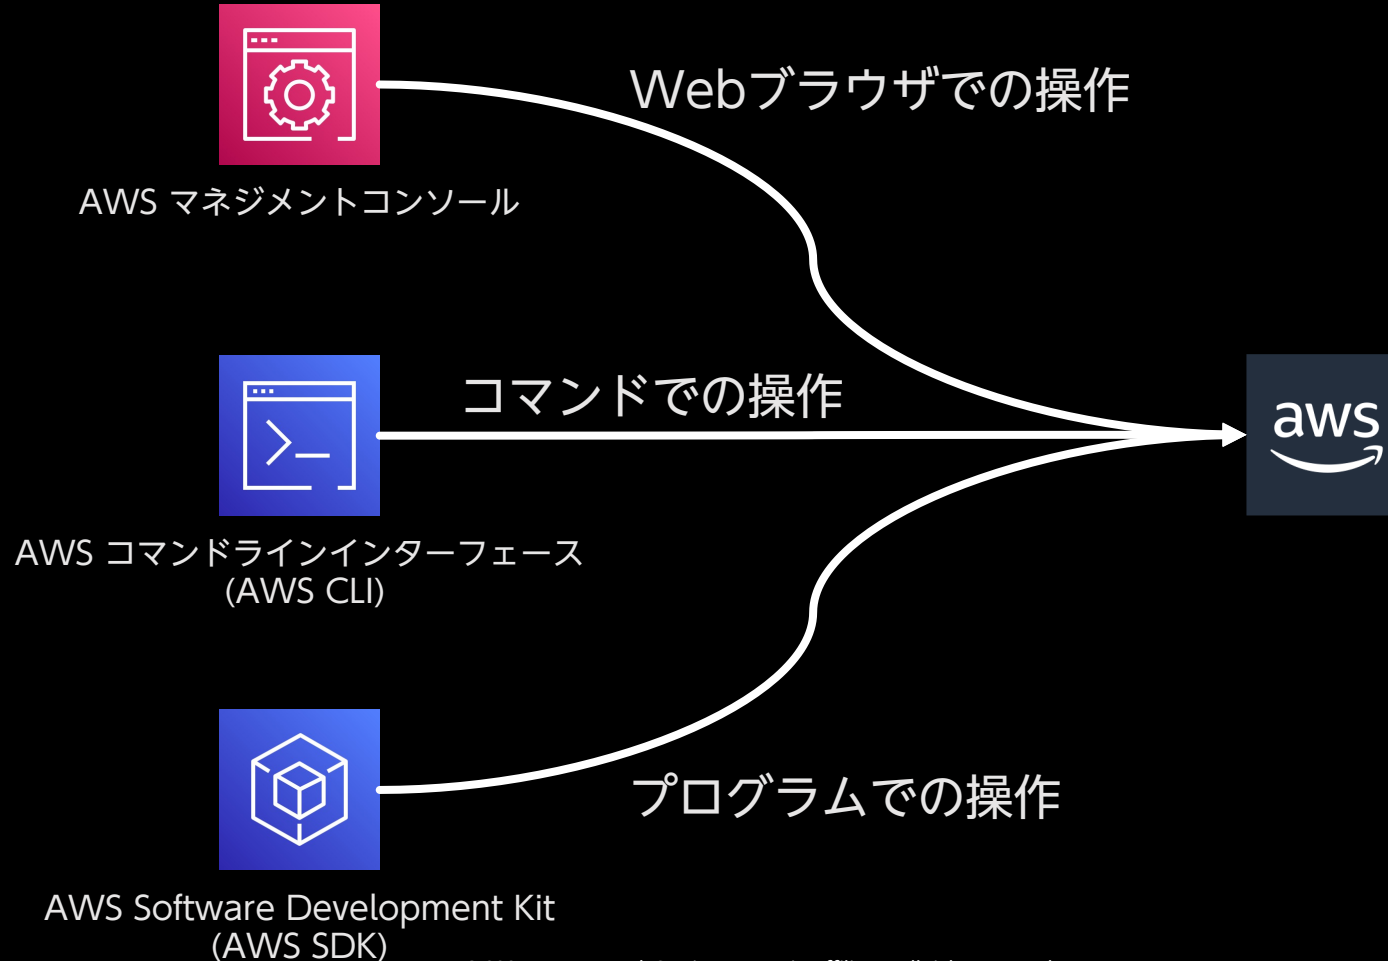 Webブラウザでの操作
AWS マネジメントコンソール
コマンドでの操作
aws
AWS コマンドラインインターフェース
(AWS CLI)
プログラムでの操作
AWS Software Development Kit
(AWS SDK)